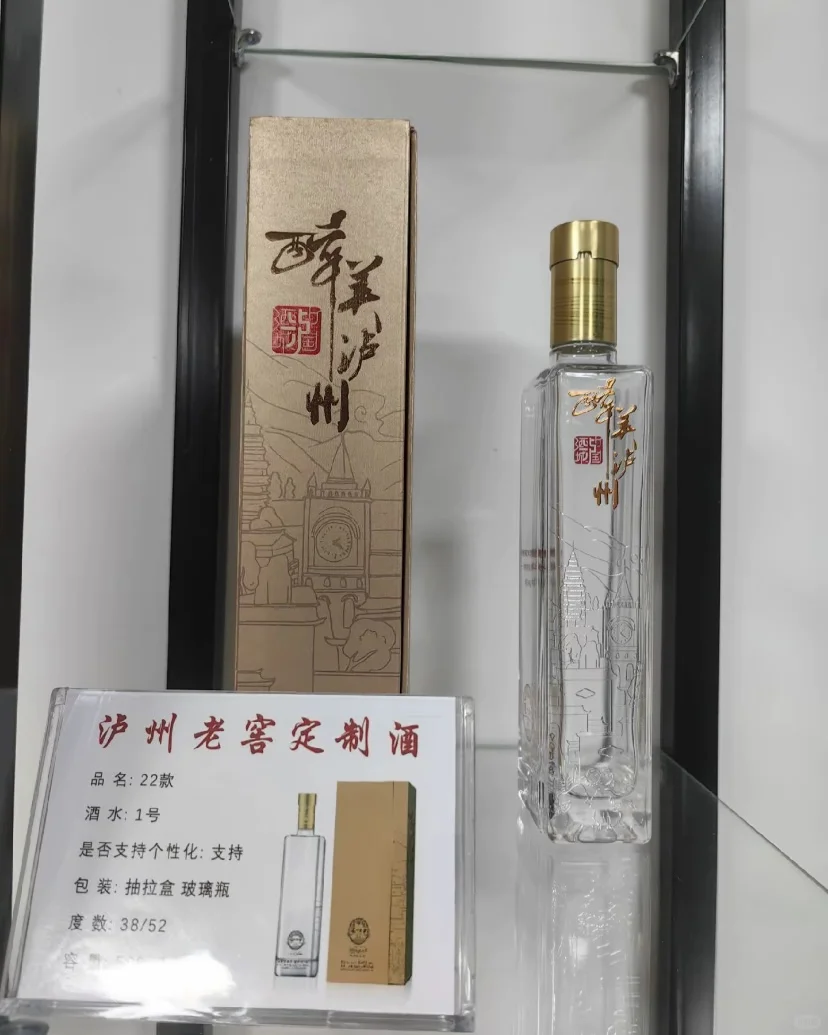 醉美泸州
中国
酒城
醉美泸州
中国
酒城
泸州老窖定制酒
品 名: 22款
酒 水: 1号
是否支持个性化: 支持
包 装: 抽拉盒 玻璃瓶
度 数: 38/52
容 量: